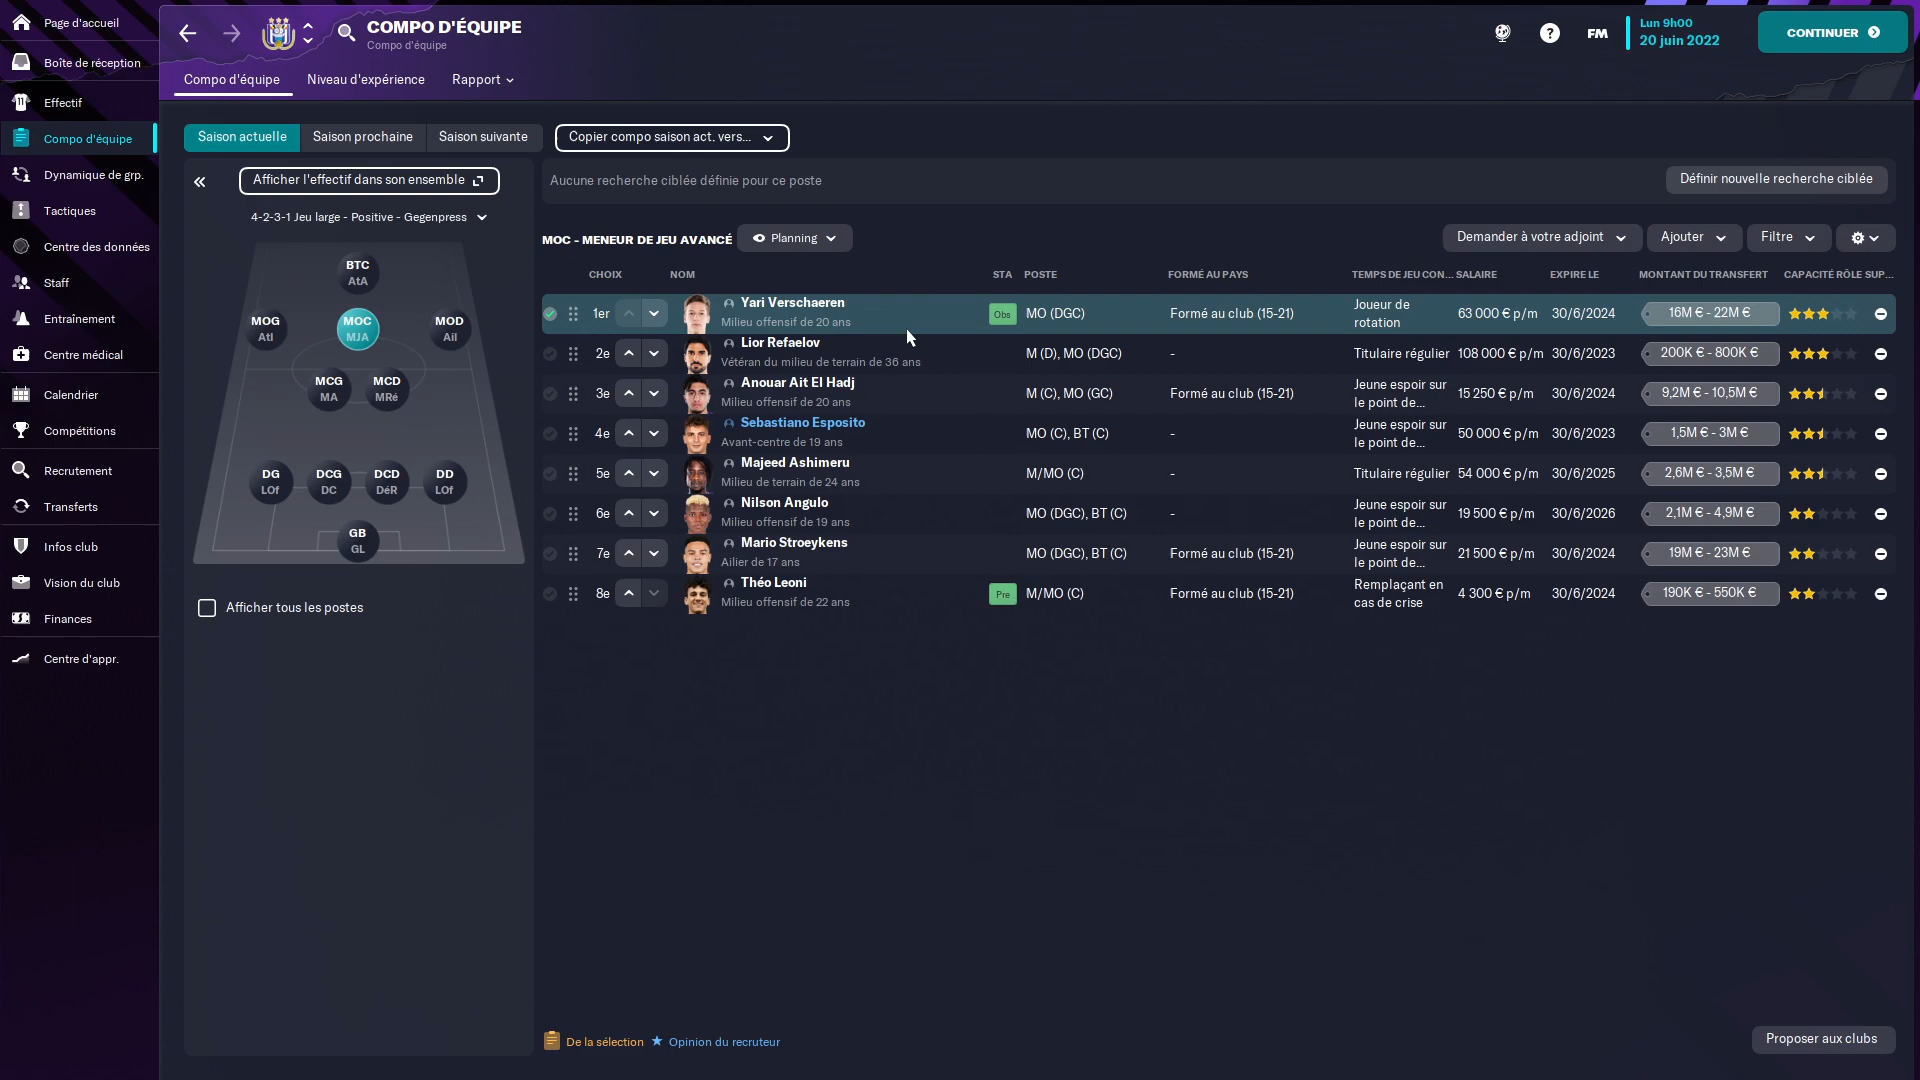 Page d'accueil
Boîte de réception
Effectif
Compo d'équipe
Dynamique de grp.
Tactiques
Centre des données
Staff
Entraînement
Centre médical
Calendrier
Compétitions
Recrutement
Transferts
Infos club
Vision du club
Finances
Centre d'appr.
COMPO D'ÉQUIPE
Compo d'équipe
? FM
Lun 9h00
20 juin 2022
CONTINUER
Compo d'équipe Niveau d'expérience Rapport
Saison actuelle Saison prochaine Saison suivante Copier compo saison act. vers...
Afficher l'effectif dans son ensemble
4-2-3-1 Jeu large - Positive - Gegenpress
BTC
AtA
MOG MOC MOD
AtI MJA Ail
MCG MCD
MA MRé
DG DCG DCD DD
LOf DC DéR LOf
GB
GL
Afficher tous les postes
Aucune recherche ciblée définie pour ce poste Définir nouvelle recherche ciblée
MOC - MENEUR DE JEU AVANCÉ Planning Demander à votre adjoint Ajouter Filtre
CHOIX NOM STA POSTE FORMÉ AU PAYS TEMPS DE JEU CON... SALAIRE EXPIRE LE MONTANT DU TRANSFERT CAPACITÉ RÔLE SUP...
1er Yari Verschaeren Obs MO (DGC) Formé au club (15-21) Joueur de 63 000 € p/m 30/6/2024 16M € - 22M €
Milieu offensif de 20 ans rotation
2e Lior Refaelov M (D), MO (DGC) - Titulaire régulier 108 000 € p/m 30/6/2023 200K € - 800K €
Vétéran du milieu de terrain de 36 ans
3e Anouar Ait El Hadj M (C), MO (GC) Formé au club (15-21) Jeune espoir sur 15 250 € p/m 30/6/2024 9,2M € - 10,5M €
Milieu offensif de 20 ans le point de...
4e Sebastiano Esposito MO (C), BT (C) - Jeune espoir sur 50 000 € p/m 30/6/2023 1,5M € - 3M €
Avant-centre de 19 ans le point de...
5e Majeed Ashimeru M/MO (C) - Titulaire régulier 54 000 € p/m 30/6/2025 2,6M € - 3,5M €
Milieu de terrain de 24 ans
6e Nilson Angulo MO (DGC), BT (C) - Jeune espoir sur 19 500 € p/m 30/6/2026 2,1M € - 4,9M €
Milieu offensif de 19 ans le point de...
7e Mario Stroeykens MO (DGC), BT (C) Formé au club (15-21) Jeune espoir sur 21 500 € p/m 30/6/2024 19M € - 23M €
Ailier de 17 ans le point de...
8e Théo Leoni Pre M/MO (C) Formé au club (15-21) Remplaçant en 4 300 € p/m 30/6/2024 190K € - 550K €
Milieu offensif de 22 ans cas de crise
De la sélection Opinion du recruteur Proposer aux clubs